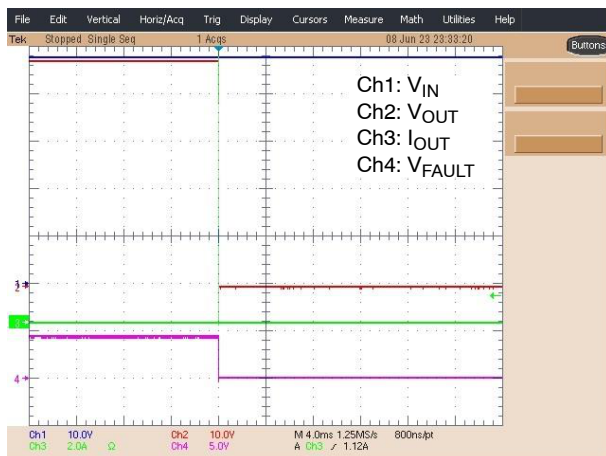 File Edit Vertical Horiz/Acq Trig Display Cursors Measure Math Utilities Help
Tek Stopped Single Seq 1 Acqs 08 Jun 23 23:33:20
Buttons
Ch1: VIN
Ch2: VOUT
Ch3: IOUT
Ch4: VFAULT
3
4
Ch1 10.0V Ch2 10.0V M 4.0ms 1.25MS/s 800ns/pt
Ch3 2.0A Ω Ch4 5.0V A Ch3 / 1.12A